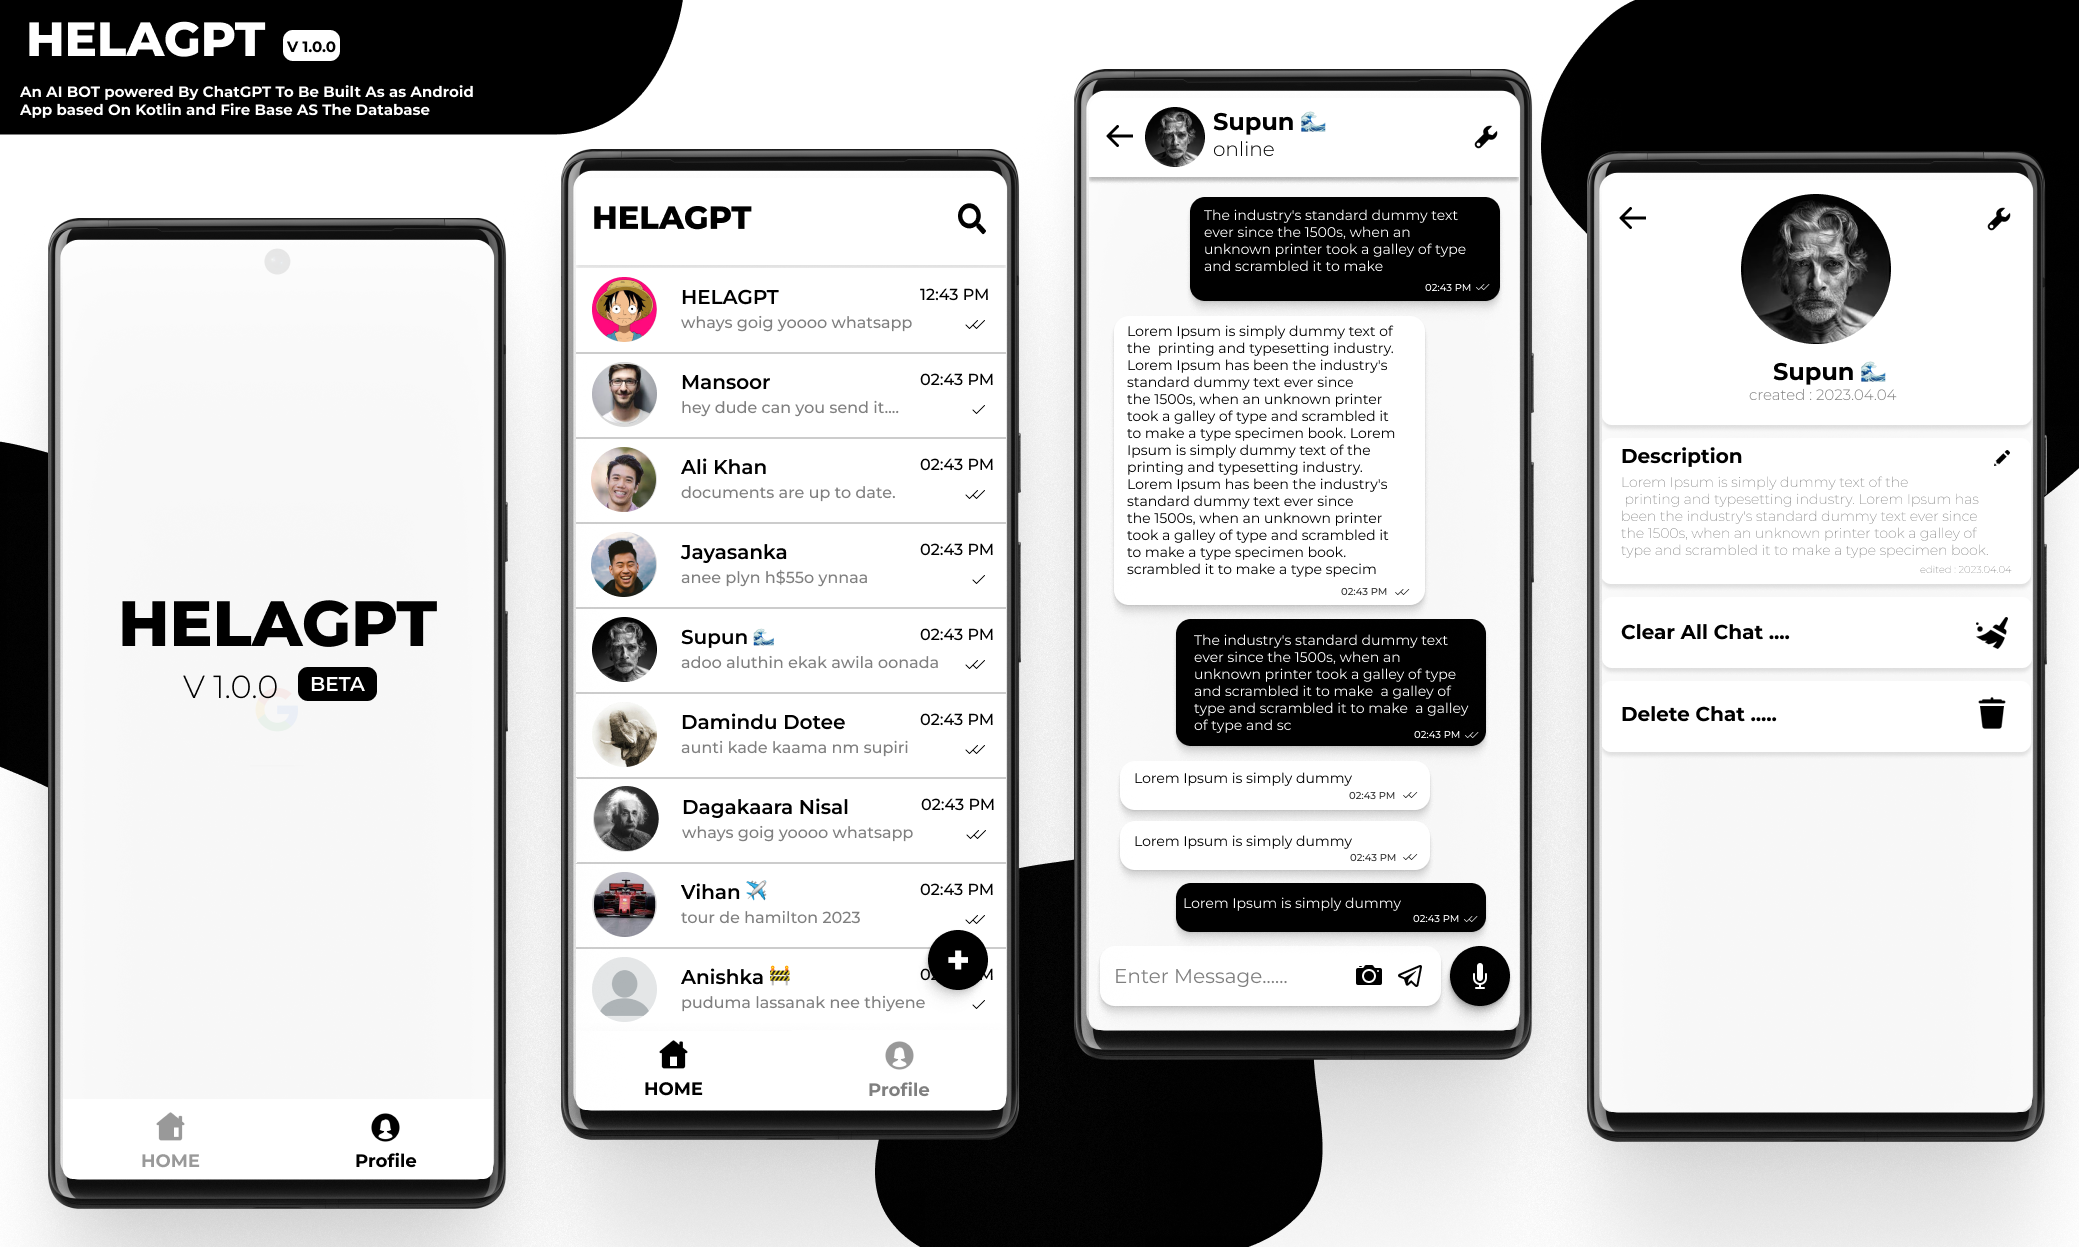 HELAGPT V 1.0.0
An AI BOT powered By ChatGPT To Be Built As as Android
App based On Kotlin and Fire Base AS The Database
HELAGPT
V 1.0.0 BETA
HOME Profile
HELAGPT
HELAGPT 12:43 PM
whays goig yoooo whatsapp
Mansoor 02:43 PM
hey dude can you send it....
Ali Khan 02:43 PM
documents are up to date.
Jayasanka 02:43 PM
anee plyn h$55o ynnaa
Supun 🌊 02:43 PM
adoo aluthin ekak awila oonada
Damindu Dotee 02:43 PM
aunti kade kaama nm supiri
Dagakaara Nisal 02:43 PM
whays goig yoooo whatsapp
Vihan ✈️ 02:43 PM
tour de hamilton 2023
Anishka 🚧
puduma lassanak nee thiyene
HOME Profile
Supun 🌊
online
The industry's standard dummy text
ever since the 1500s, when an
unknown printer took a galley of type
and scrambled it to make
02:43 PM
Lorem Ipsum is simply dummy text of
the  printing and typesetting industry.
Lorem Ipsum has been the industry's
standard dummy text ever since
the 1500s, when an unknown printer
took a galley of type and scrambled it
to make a type specimen book. Lorem
Ipsum is simply dummy text of the
printing and typesetting industry.
Lorem Ipsum has been the industry's
standard dummy text ever since
the 1500s, when an unknown printer
took a galley of type and scrambled it
to make a type specimen book.
scrambled it to make a type specim
02:43 PM
The industry's standard dummy text
ever since the 1500s, when an
unknown printer took a galley of type
and scrambled it to make  a galley of
type and scrambled it to make  a galley
of type and sc
02:43 PM
Lorem Ipsum is simply dummy
02:43 PM
Lorem Ipsum is simply dummy
02:43 PM
Lorem Ipsum is simply dummy
02:43 PM
Enter Message......
Supun 🌊
created : 2023.04.04
Description
Lorem Ipsum is simply dummy text of the
printing and typesetting industry. Lorem Ipsum has
been the industry's standard dummy text ever since
the 1500s, when an unknown printer took a galley of
type and scrambled it to make a type specimen book.
edited : 2023.04.04
Clear All Chat ....
Delete Chat .....